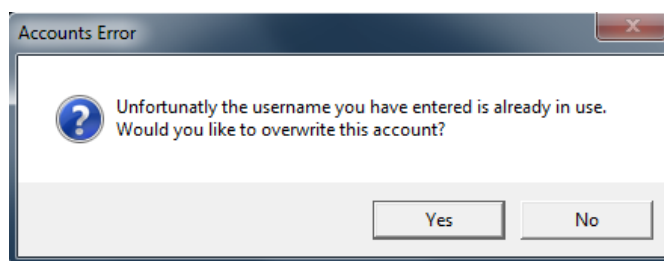 Accounts Error
Unfortunatly the username you have entered is already in use.
Would you like to overwrite this account?
Yes
No